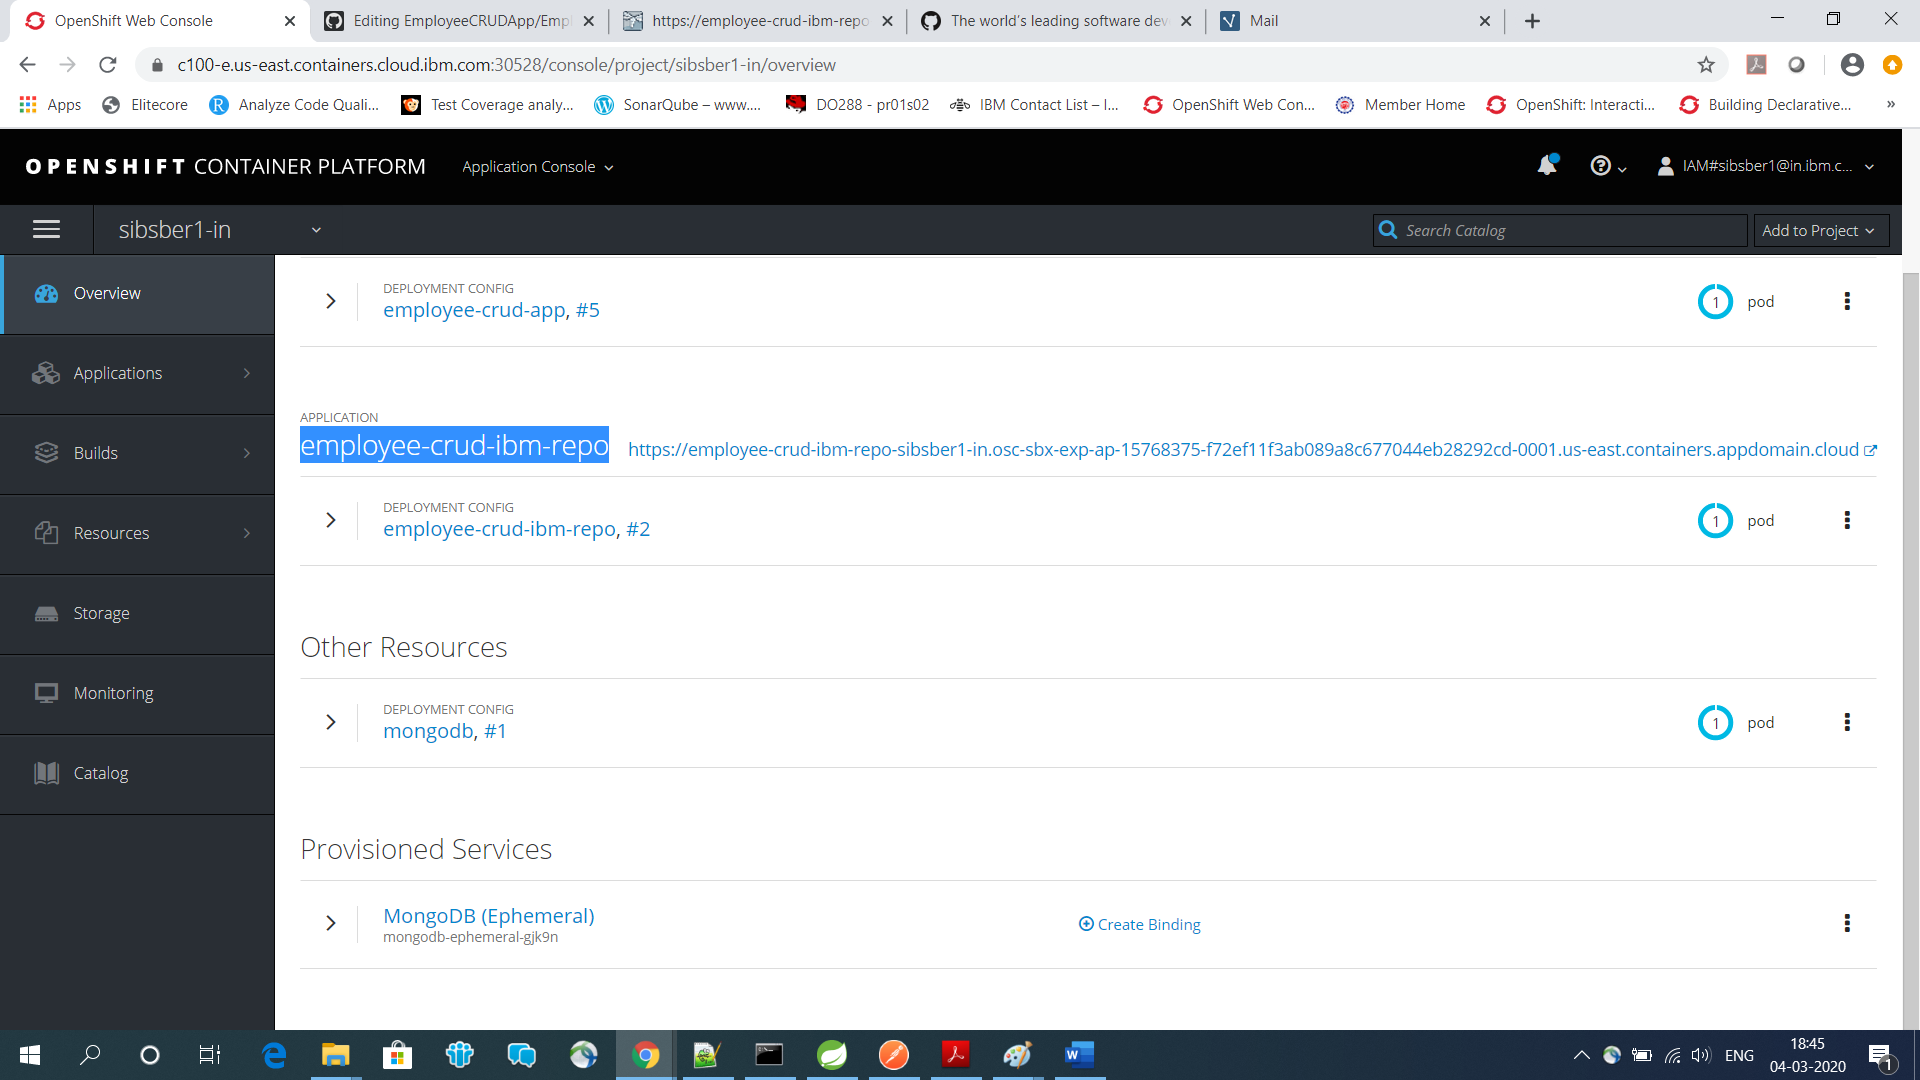 OpenShift Web Console
Editing EmployeeCRUDApp/Empl
https://employee-crud-ibm-repo
The world's leading software dev
Mail
c100-e.us-east.containers.cloud.ibm.com:30528/console/project/sibsber1-in/overview
Apps
Elitecore
Analyze Code Quali...
Test Coverage analy...
SonarQube – www....
DO288 - pr01s02
IBM Contact List – I...
OpenShift Web Con...
Member Home
OpenShift: Interacti...
Building Declarative...
»
OPENSHIFT CONTAINER PLATFORM
Application Console
IAM#sibsber1@in.ibm.c...
sibsber1-in
Search Catalog
Add to Project
Overview
Applications
Builds
Resources
Storage
Monitoring
Catalog
DEPLOYMENT CONFIG
employee-crud-app, #5
1 pod
APPLICATION
employee-crud-ibm-repo
https://employee-crud-ibm-repo-sibsber1-in.osc-sbx-exp-ap-15768375-f72ef11f3ab089a8c677044eb28292cd-0001.us-east.containers.appdomain.cloud
DEPLOYMENT CONFIG
employee-crud-ibm-repo, #2
1 pod
Other Resources
DEPLOYMENT CONFIG
mongodb, #1
1 pod
Provisioned Services
MongoDB (Ephemeral)
mongodb-ephemeral-gjk9n
Create Binding
ENG
18:45
04-03-2020
1